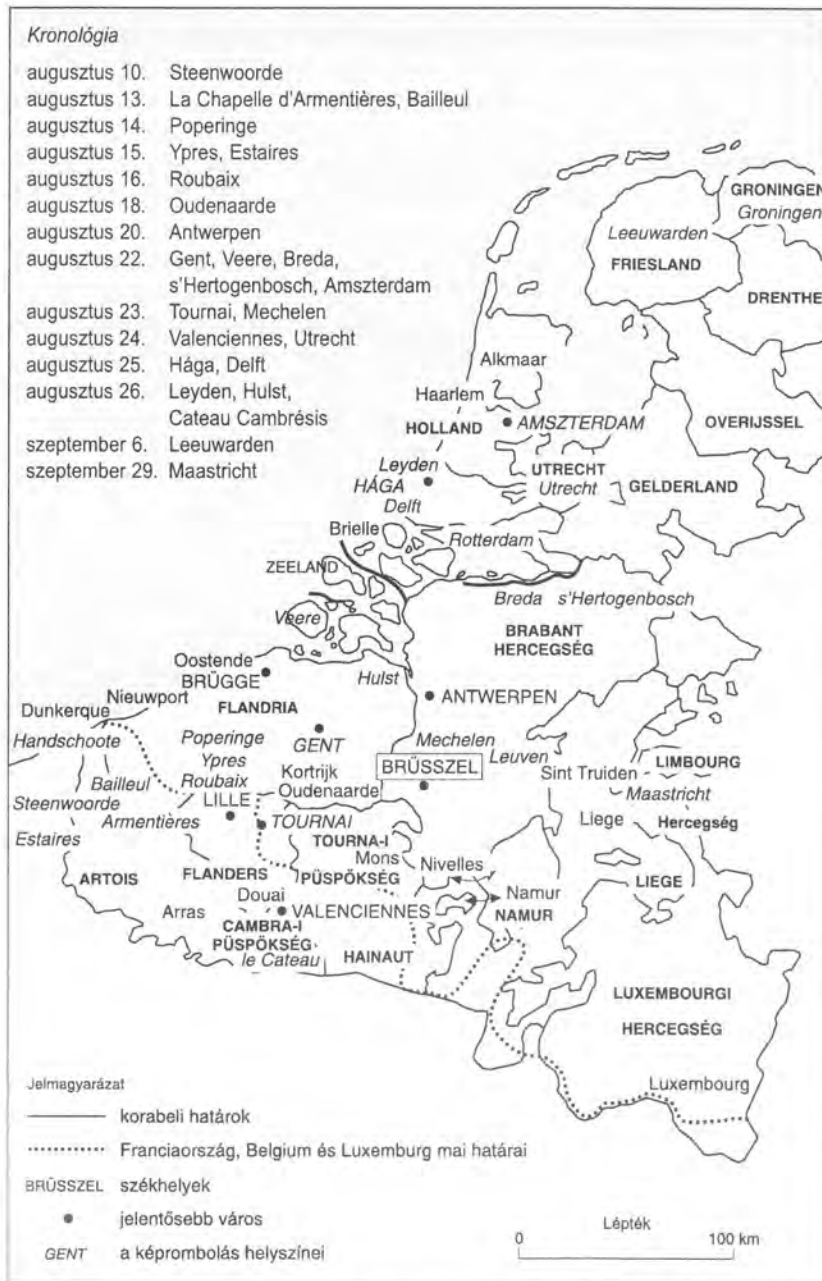 Kronológia
augusztus 10. Steenwoorde
augusztus 13. La Chapelle d'Armentières, Bailleul
augusztus 14. Poperinge
augusztus 15. Ypres, Estaires
augusztus 16. Roubaix
augusztus 18. Oudenaarde
augusztus 20. Antwerpen
augusztus 22. Gent, Veere, Breda,
s'Hertogenbosch, Amszterdam
augusztus 23. Tournai, Mechelen
augusztus 24. Valenciennes, Utrecht
augusztus 25. Hága, Delft
augusztus 26. Leyden, Hulst,
Cateau Cambrésis
szeptember 6. Leeuwarden
szeptember 29. Maastricht
GRONINGEN
Groningen
Leeuwarden
FRIESLAND
DRENTHE
Alkmaar
Haarlem
HOLLAND
AMSZTERDAM
OVERIJSSEL
Leyden
HÁGA
UTRECHT
Utrecht
GELDERLAND
Delft
Brielle
Rotterdam
ZEELAND
Breda s'Hertogenbosch
Veere
BRABANT
HERCEGSÉG
Oostende
BRÜGGE
Hulst
Nieuwport
FLANDRIA
ANTWERPEN
Dunkerque
Handschoote
Poperinge
GENT
Mechelen
Ypres
Leuven
Bailleul
Roubaix
Kortrijk
BRÜSSZEL
Sint Truiden
LIMBOURG
Steenwoorde
LILLE
Oudenaarde
Maastricht
Estaires
Armentières
TOURNAI
Liege
Hercegség
TOURNA-I
PÜSPÖKSÉG
Mons
Nivelles
ARTOIS
FLANDERS
Namur
NAMUR
LIEGE
Douai
Arras
VALENCIENNES
CAMBRA-I
PÜSPÖKSÉG
le Cateau
HAINAUT
LUXEMBOURGI
HERCEGSÉG
Luxembourg
Jelmagyarázat
korabeli határok
Franciaország, Belgium és Luxemburg mai határai
BRÜSSZEL székhelyek
jelentősebb város
GENT a képrombolás helyszínei
Lépték
0 100 km